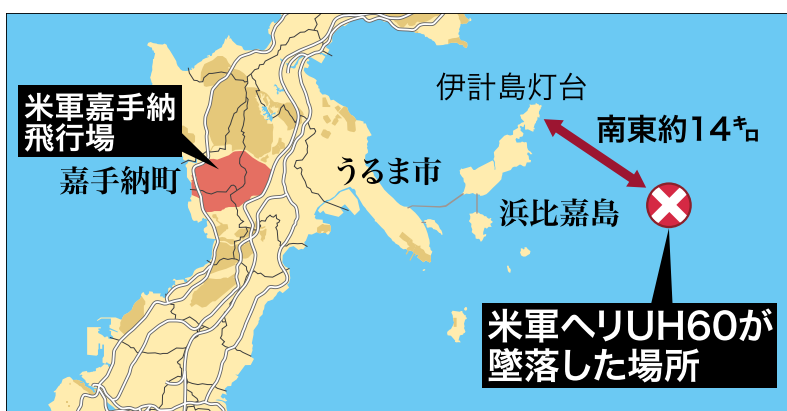 伊計島灯台
米軍嘉手納
飛行場
南東約14㌔
うるま市
嘉手納町
浜比嘉島
米軍ヘリUH60が
墜落した場所